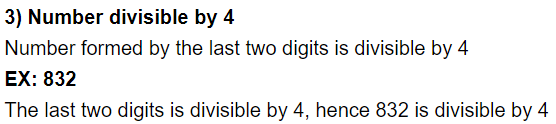 3) Number divisible by 4
Number formed by the last two digits is divisible by 4
EX: 832
The last two digits is divisible by 4, hence 832 is divisible by 4